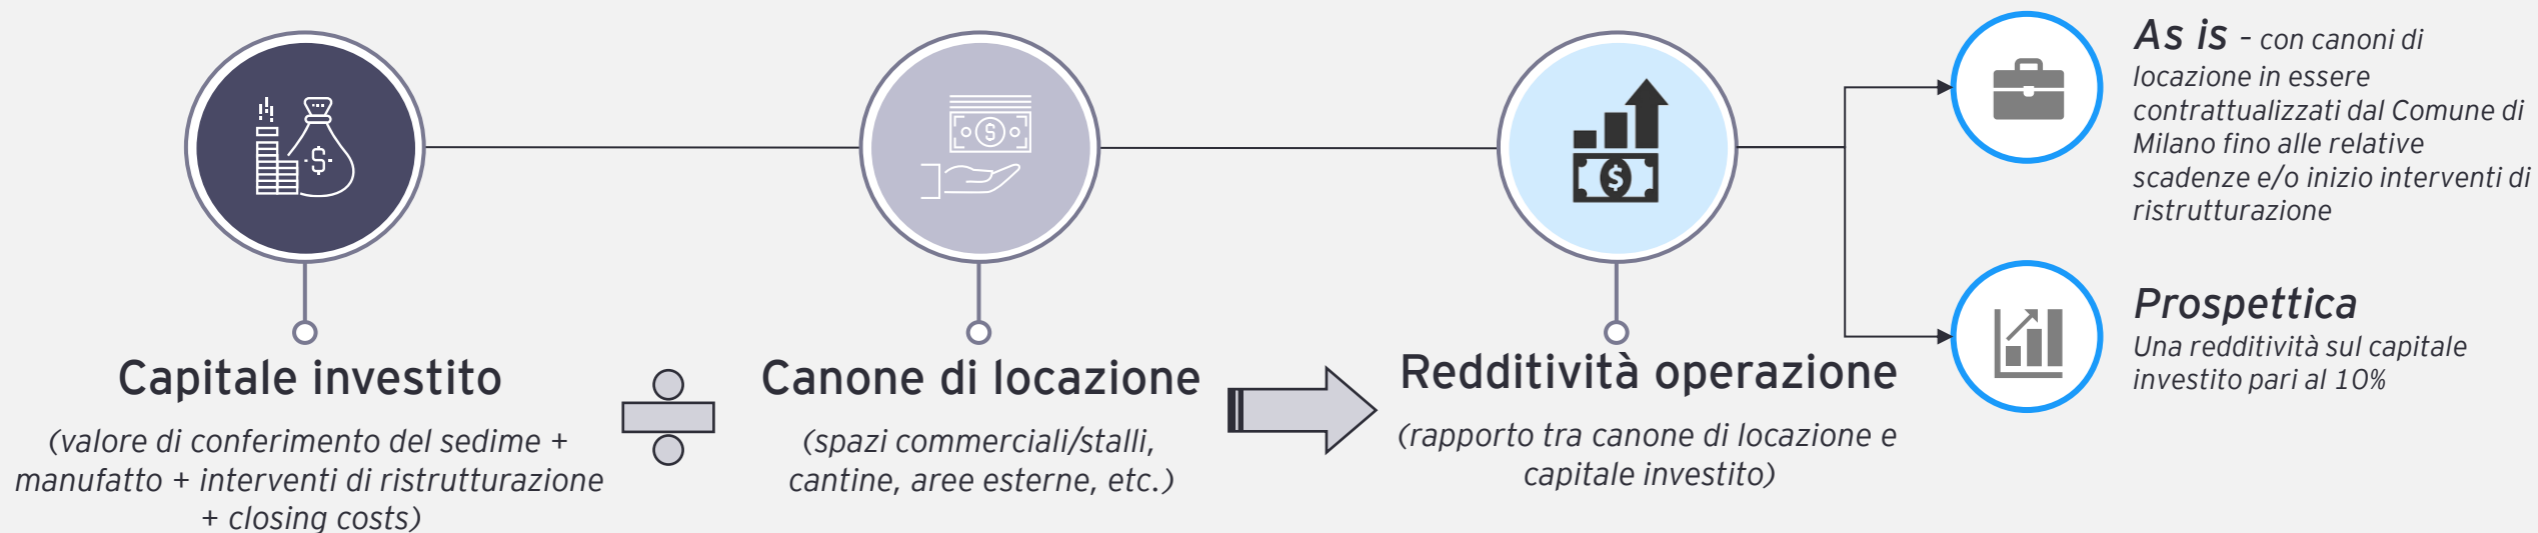 Capitale investito
(valore di conferimento del sedime +
manufatto + interventi di ristrutturazione
+ closing costs)
Canone di locazione
(spazi commerciali/stalli,
cantine, aree esterne, etc.)
Redditività operazione
(rapporto tra canone di locazione e
capitale investito)
As is - con canoni di
locazione in essere
contrattualizzati dal Comune di
Milano fino alle relative
scadenze e/o inizio interventi di
ristrutturazione
Prospettica
Una redditività sul capitale
investito pari al 10%